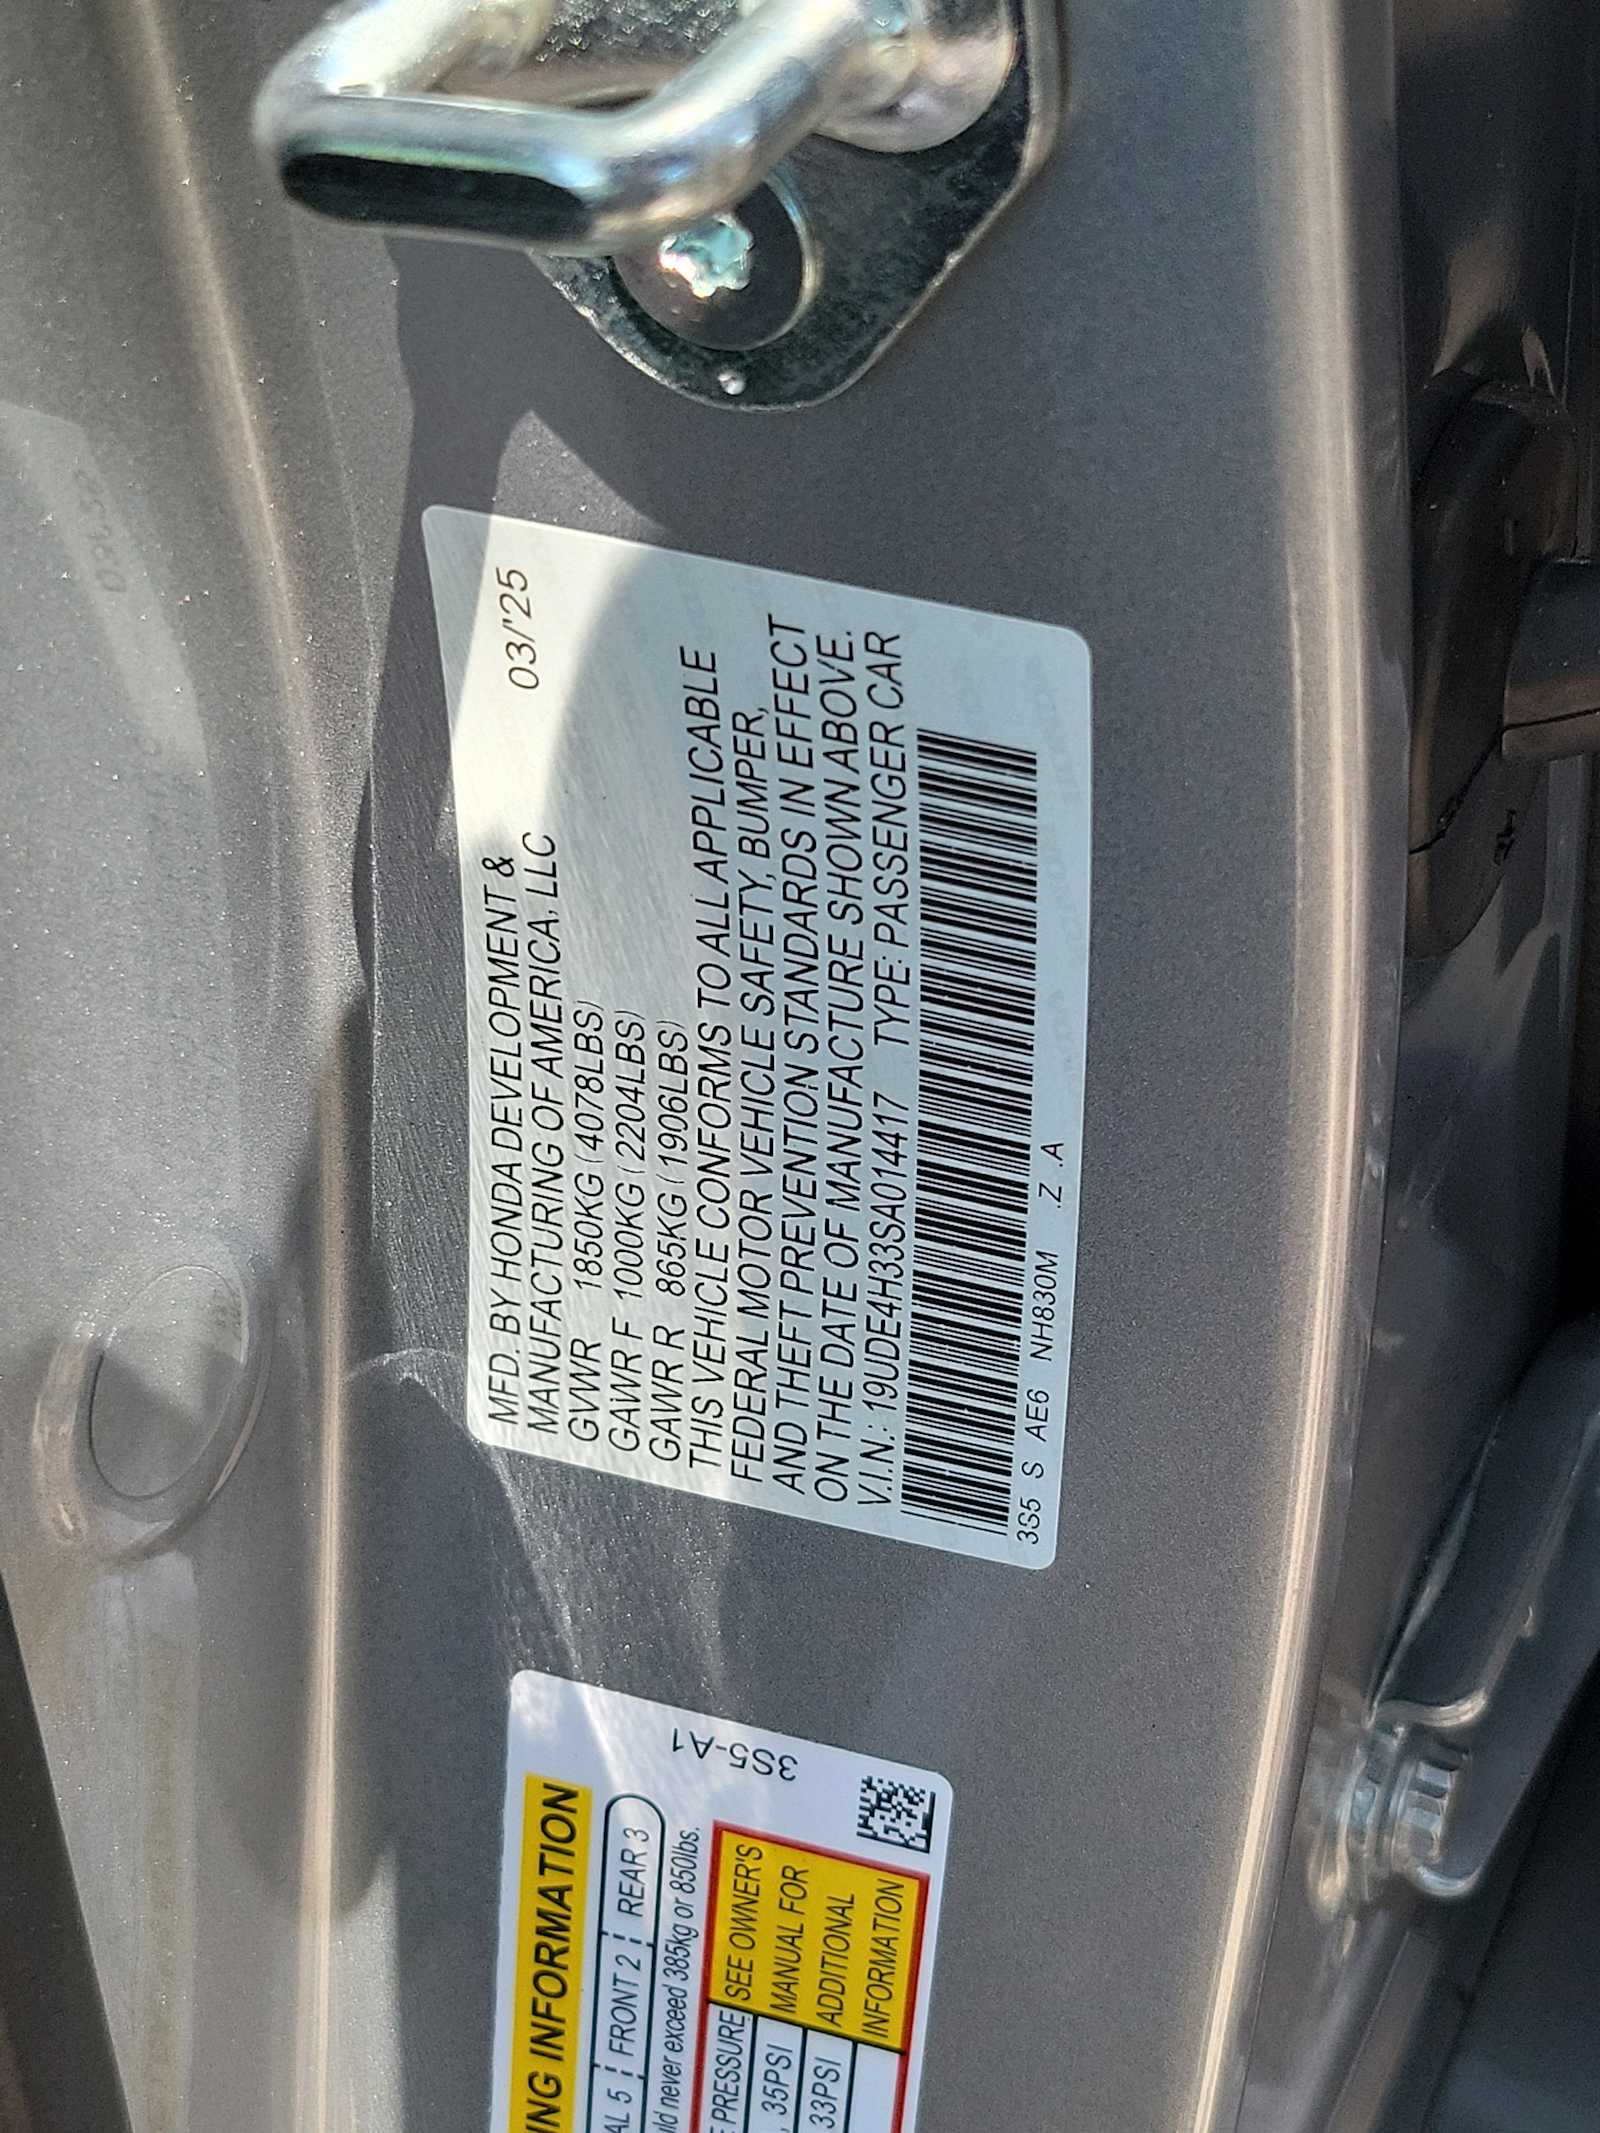 MFD. BY HONDA DEVELOPMENT &
MANUFACTURING OF AMERICA, LLC
03/'25
GVWR 1850KG (4078LBS)
GAWR F 1000KG (2204LBS)
GAWR R 865KG (1906LBS)
THIS VEHICLE CONFORMS TO ALL APPLICABLE
FEDERAL MOTOR VEHICLE SAFETY, BUMPER,
AND THEFT PREVENTION STANDARDS IN EFFECT
ON THE DATE OF MANUFACTURE SHOWN ABOVE.
V.I.N.: 19UDE4H33SA014417 TYPE: PASSENGER CAR
3S5 S AE6 NH830M .Z .A
3S5-A1
ING INFORMATION
AL 5 FRONT 2 REAR 3
uld never exceed 385kg or 850lbs.
E PRESSURE
, 35PSI
, 33PSI
SEE OWNER'S
MANUAL FOR
ADDITIONAL
INFORMATION